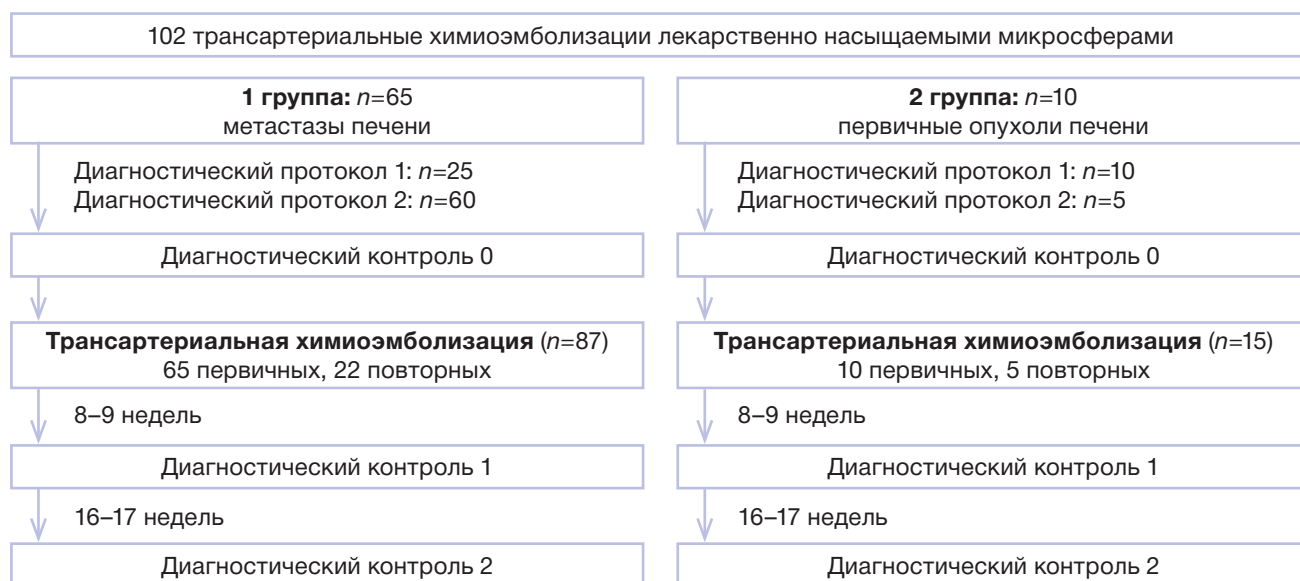 102 трансартериальные химиоэмболизации лекарственно насыщаемыми микросферами
1 группа: n=65
метастазы печени
Диагностический протокол 1: n=25
Диагностический протокол 2: n=60
Диагностический контроль 0
Трансартериальная химиоэмболизация (n=87)
65 первичных, 22 повторных
8–9 недель
Диагностический контроль 1
16–17 недель
Диагностический контроль 2
2 группа: n=10
первичные опухоли печени
Диагностический протокол 1: n=10
Диагностический протокол 2: n=5
Диагностический контроль 0
Трансартериальная химиоэмболизация (n=15)
10 первичных, 5 повторных
8–9 недель
Диагностический контроль 1
16–17 недель
Диагностический контроль 2